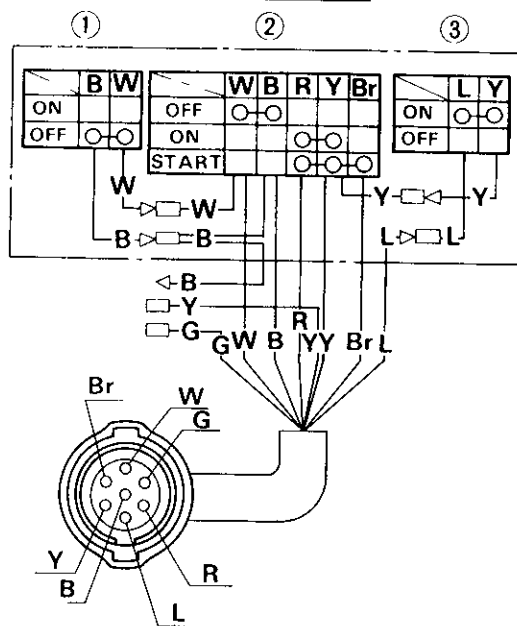 ① ② ③
B W
ON
OFF
W B R Y Br
OFF
ON
START
L Y
ON
OFF
W W
B B
Y Y
L L
B
Y
G
G W B R Y Y Br L
Br
W
G
Y
B
R
L